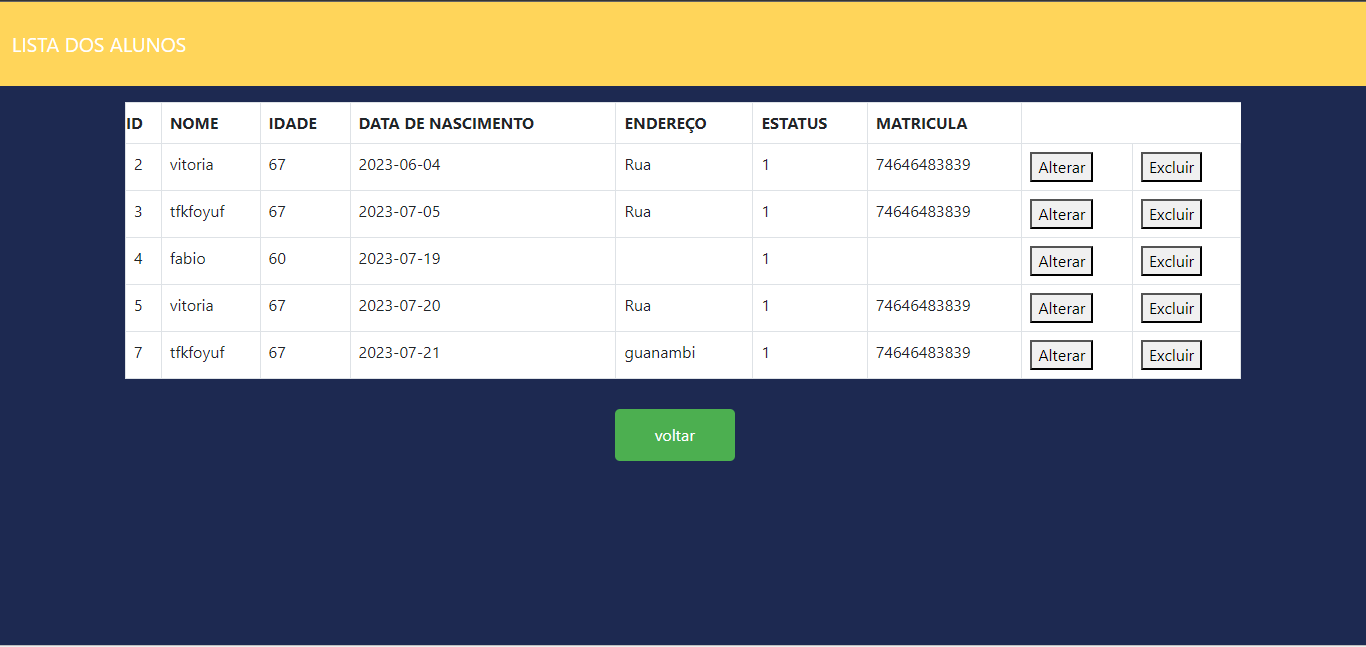 LISTA DOS ALUNOS
ID NOME IDADE DATA DE NASCIMENTO ENDEREÇO ESTATUS MATRICULA
2 vitoria 67 2023-06-04 Rua 1 74646483839 Alterar Excluir
3 tfkfoyuf 67 2023-07-05 Rua 1 74646483839 Alterar Excluir
4 fabio 60 2023-07-19 1 Alterar Excluir
5 vitoria 67 2023-07-20 Rua 1 74646483839 Alterar Excluir
7 tfkfoyuf 67 2023-07-21 guanambi 1 74646483839 Alterar Excluir
voltar